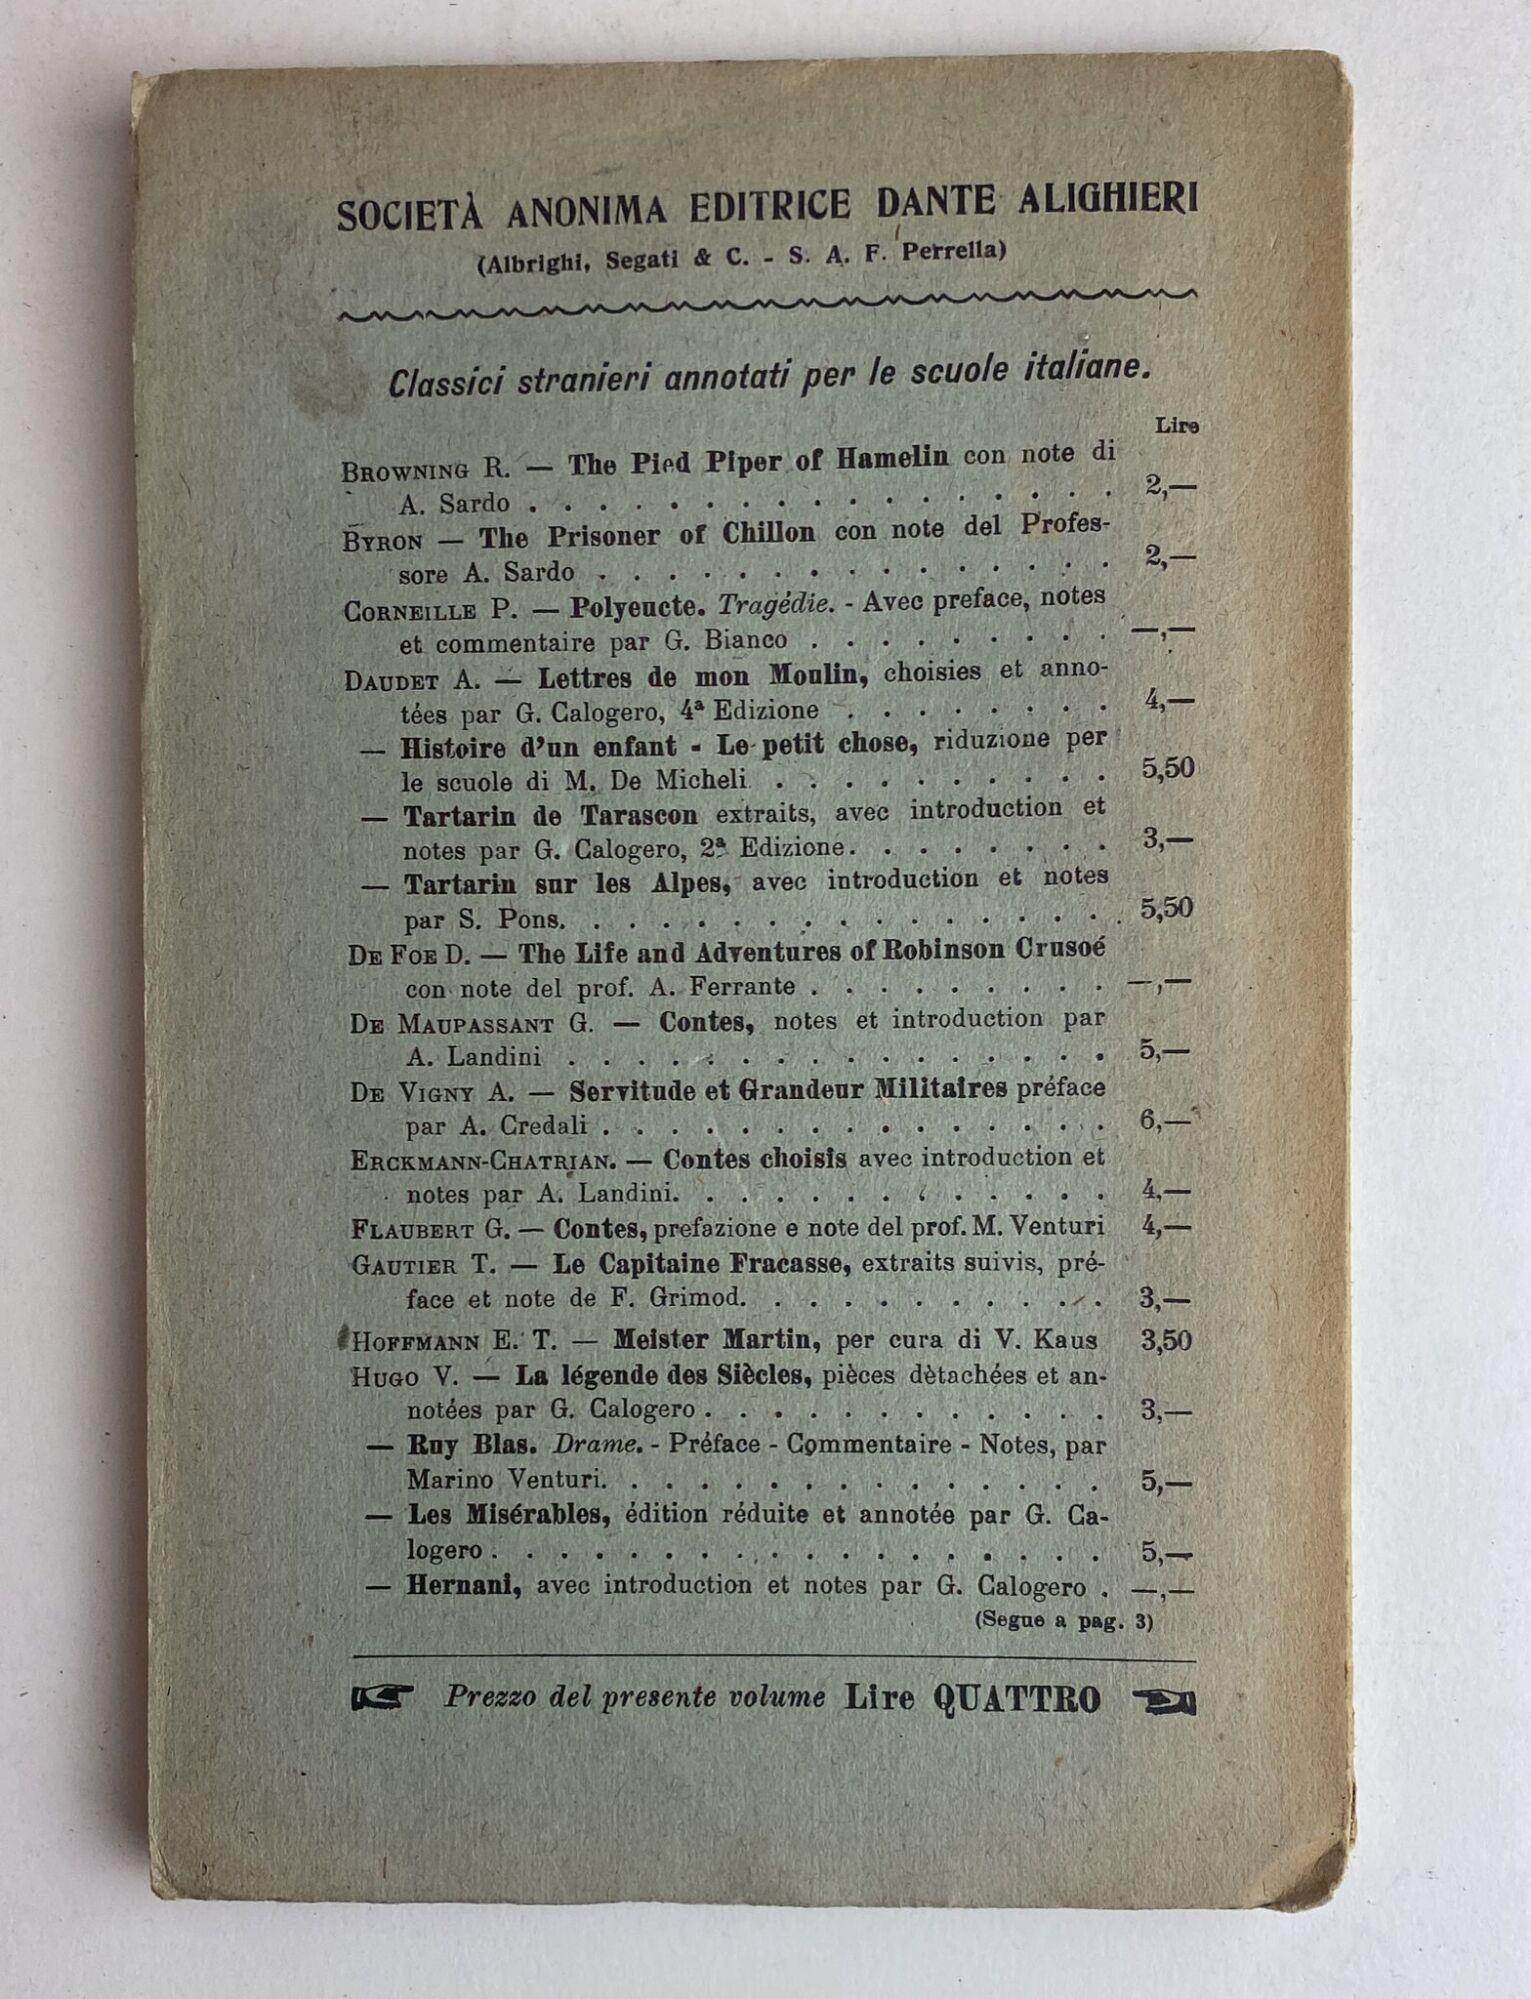 SOCIETÀ ANONIMA EDITRICE DANTE ALIGHIERI
(Albrighi, Segati & C. - S. A. F. Perrella)
Classici stranieri annotati per le scuole italiane.
Lire
BROWNING R. — The Pied Piper of Hamelin con note di
A. Sardo . . . . . . . . . . . . . . . . . 2,—
BYRON — The Prisoner of Chillon con note del Profes-
sore A. Sardo . . . . . . . . . . . . . . . 2,—
CORNEILLE P. — Polyeucte. Tragédie. - Avec preface, notes
et commentaire par G. Bianco . . . . . . . . . —,—
DAUDET A. — Lettres de mon Moulin, choisies et anno-
tées par G. Calogero, 4ª Edizione . . . . . . . . 4,—
— Histoire d'un enfant - Le petit chose, riduzione per
le scuole di M. De Micheli . . . . . . . . . . 5,50
— Tartarin de Tarascon extraits, avec introduction et
notes par G. Calogero, 2ª Edizione. . . . . . . . 3,—
— Tartarin sur les Alpes, avec introduction et notes
par S. Pons. . . . . . . . . . . . . . . . . 5,50
DE FOE D. — The Life and Adventures of Robinson Crusoé
con note del prof. A. Ferrante . . . . . . . . . —,—
DE MAUPASSANT G. — Contes, notes et introduction par
A. Landini . . . . . . . . . . . . . . . . 5,—
DE VIGNY A. — Servitude et Grandeur Militaires préface
par A. Credali . . . . . . . . . . . . . . . 6,—
ERCKMANN-CHATRIAN. — Contes choisis avec introduction et
notes par A. Landini. . . . . . . . . . . . . 4,—
FLAUBERT G. — Contes, prefazione e note del prof. M. Venturi 4,—
GAUTIER T. — Le Capitaine Fracasse, extraits suivis, pré-
face et note de F. Grimod. . . . . . . . . . . 3,—
HOFFMANN E. T. — Meister Martin, per cura di V. Kaus 3,50
HUGO V. — La légende des Siècles, pièces dètachées et an-
notées par G. Calogero . . . . . . . . . . . . 3,—
— Ruy Blas. Drame. - Préface - Commentaire - Notes, par
Marino Venturi. . . . . . . . . . . . . . . 5,—
— Les Misérables, édition réduite et annotée par G. Ca-
logero . . . . . . . . . . . . . . . . . . 5,—
— Hernani, avec introduction et notes par G. Calogero . —,—
(Segue a pag. 3)
Prezzo del presente volume Lire QUATTRO